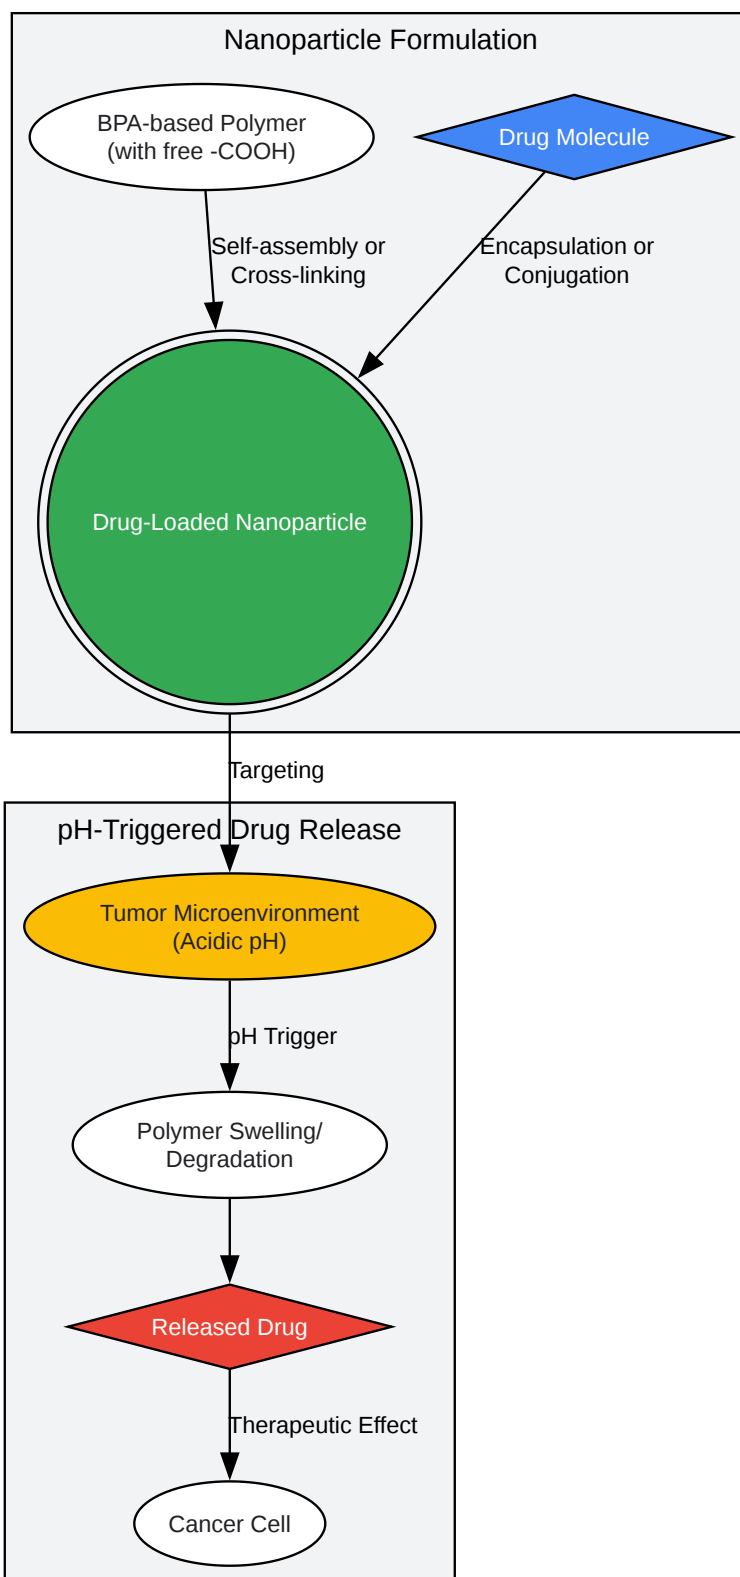 Nanoparticle Formulation
BPA-based Polymer
(with free -COOH)
Drug Molecule
Self-assembly or
Cross-linking
Encapsulation or
Conjugation
Drug-Loaded Nanoparticle
Targeting
pH-Triggered Drug Release
Tumor Microenvironment
(Acidic pH)
pH Trigger
Polymer Swelling/
Degradation
Released Drug
Therapeutic Effect
Cancer Cell